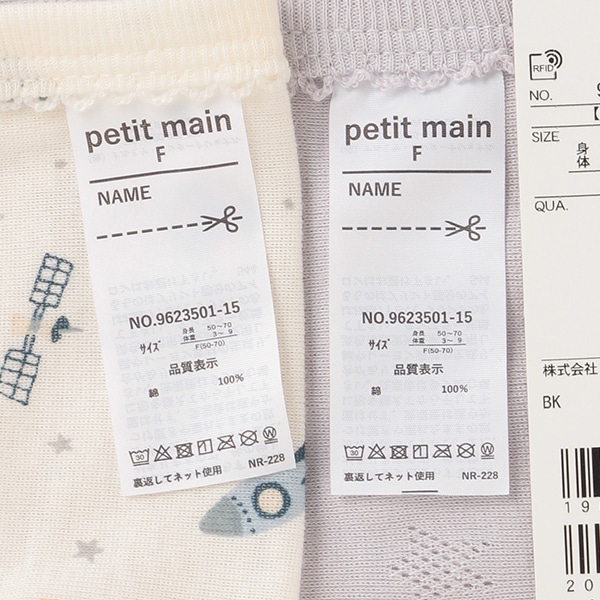 petit main
F
NAME
NO.9623501-15
サイズ
身長 50~70
体重 3~ 9
F(50-70)
品質表示
綿 100%
30
裏返してネット使用 NR-228
petit main
F
NAME
NO.9623501-15
サイズ
身長 50~70
体重 3~ 9
F(50-70)
品質表示
綿 100%
30
裏返してネット使用 NR-228
RFID
NO. 9
SIZE
身
体
QUA.
株式会社
BK
19
20